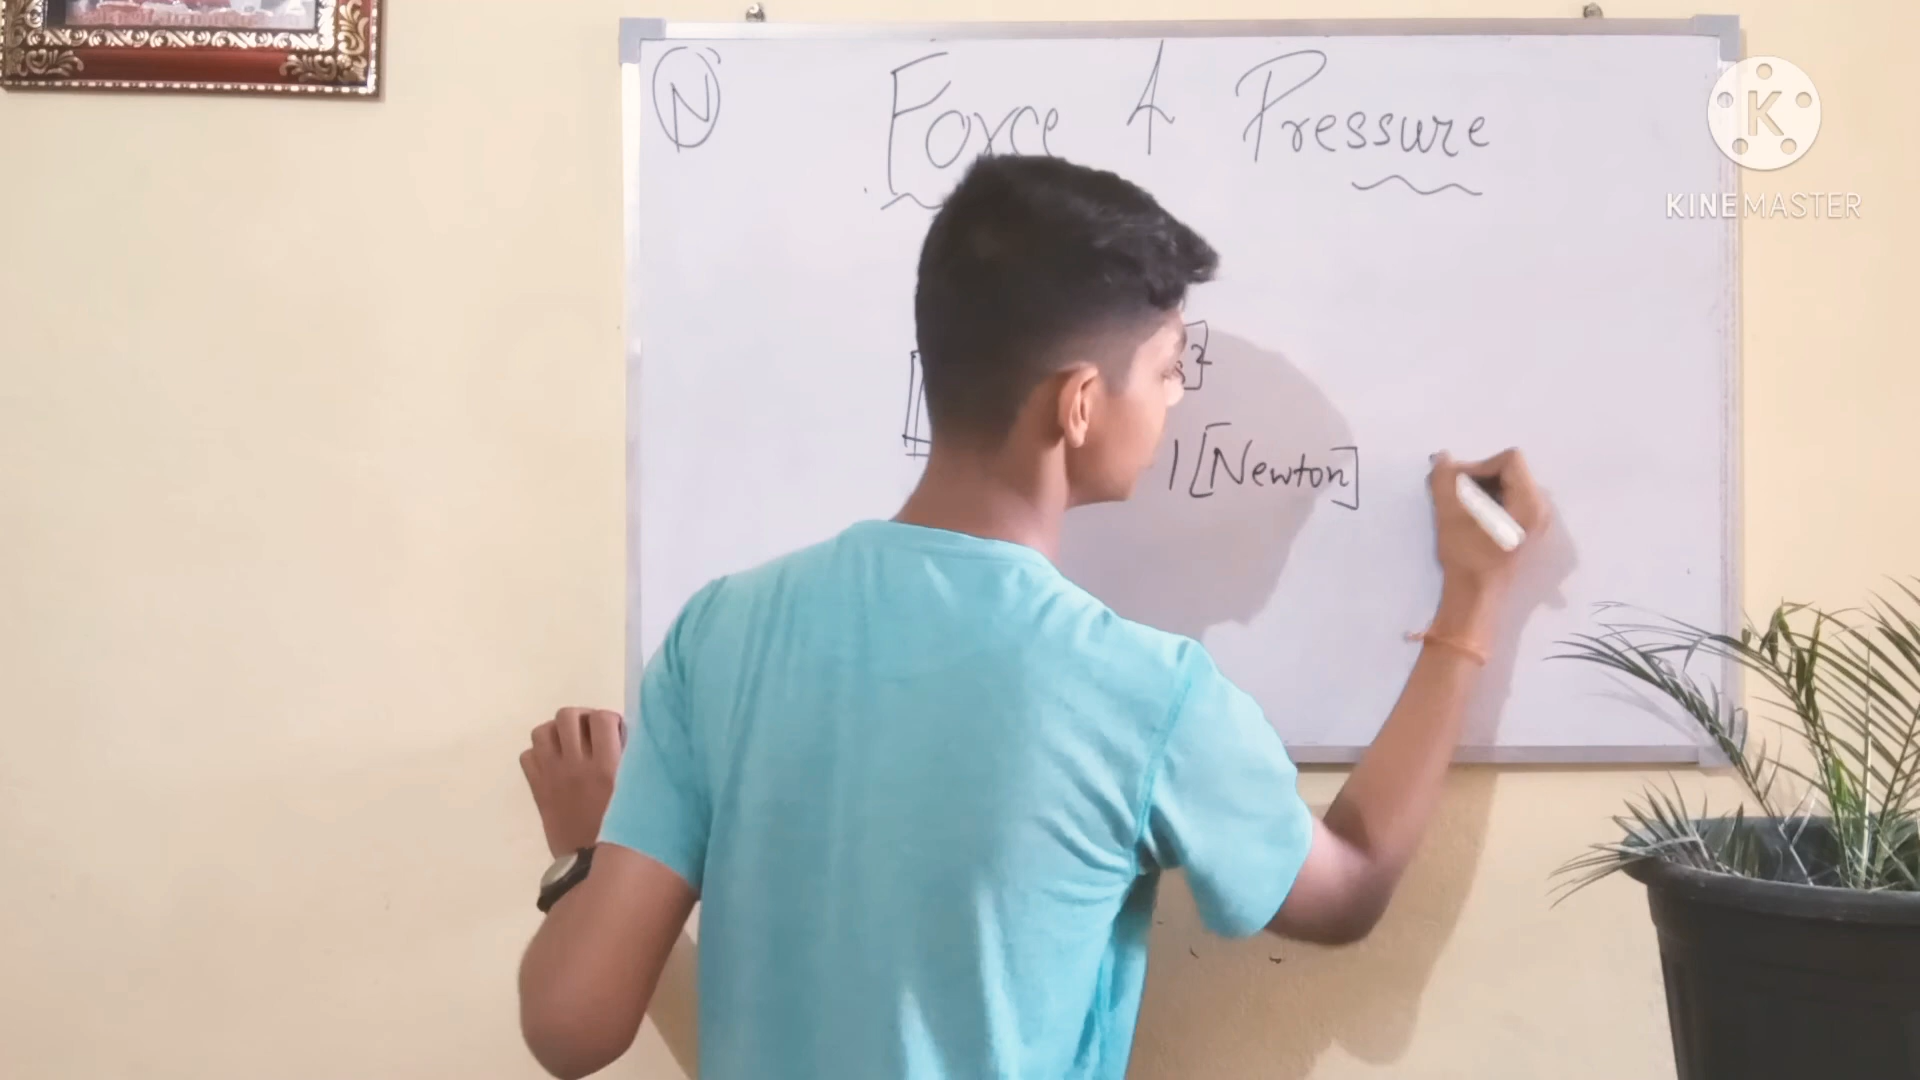 N
Force & Pressure
1 [Newton]
K
KINEMASTER